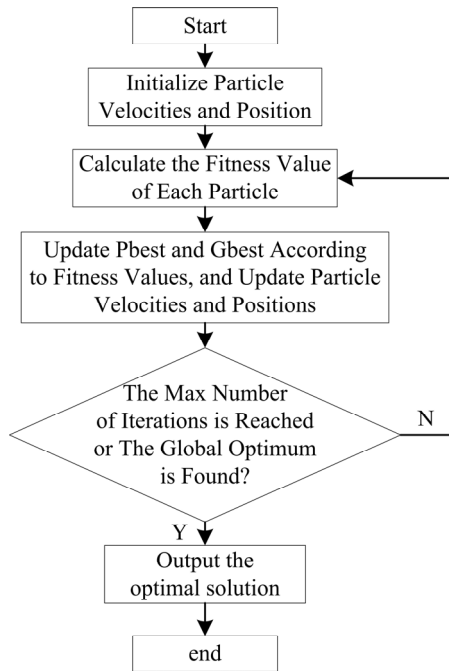 Start
Initialize Particle
Velocities and Position
Calculate the Fitness Value
of Each Particle
Update Pbest and Gbest According
to Fitness Values, and Update Particle
Velocities and Positions
The Max Number
of Iterations is Reached
or The Global Optimum
is Found?
N
Y
Output the
optimal solution
end